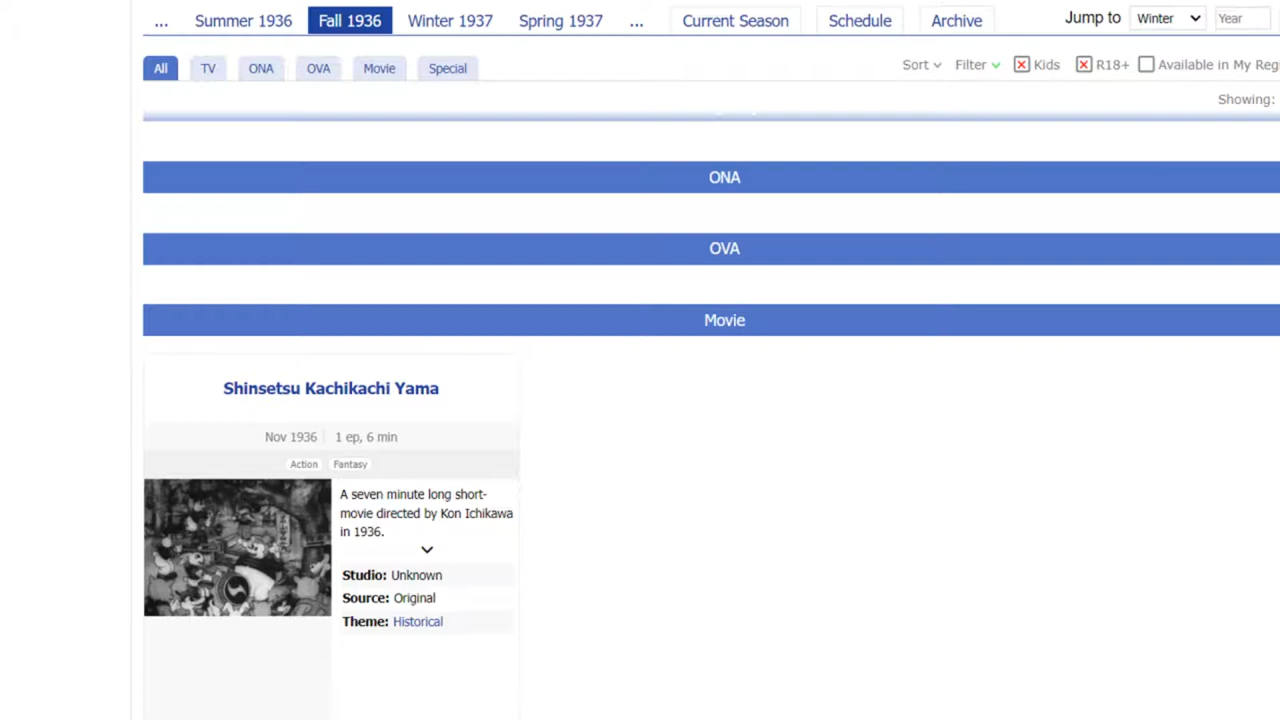 ... Summer 1936 Fall 1936 Winter 1937 Spring 1937 ... Current Season Schedule Archive Jump to Winter Year
All TV ONA OVA Movie Special Sort Filter Kids R18+ Available in My Reg
Showing:
ONA
OVA
Movie
Shinsetsu Kachikachi Yama
Nov 1936 1 ep, 6 min
Action Fantasy
A seven minute long short-
movie directed by Kon Ichikawa
in 1936.
Studio: Unknown
Source: Original
Theme: Historical